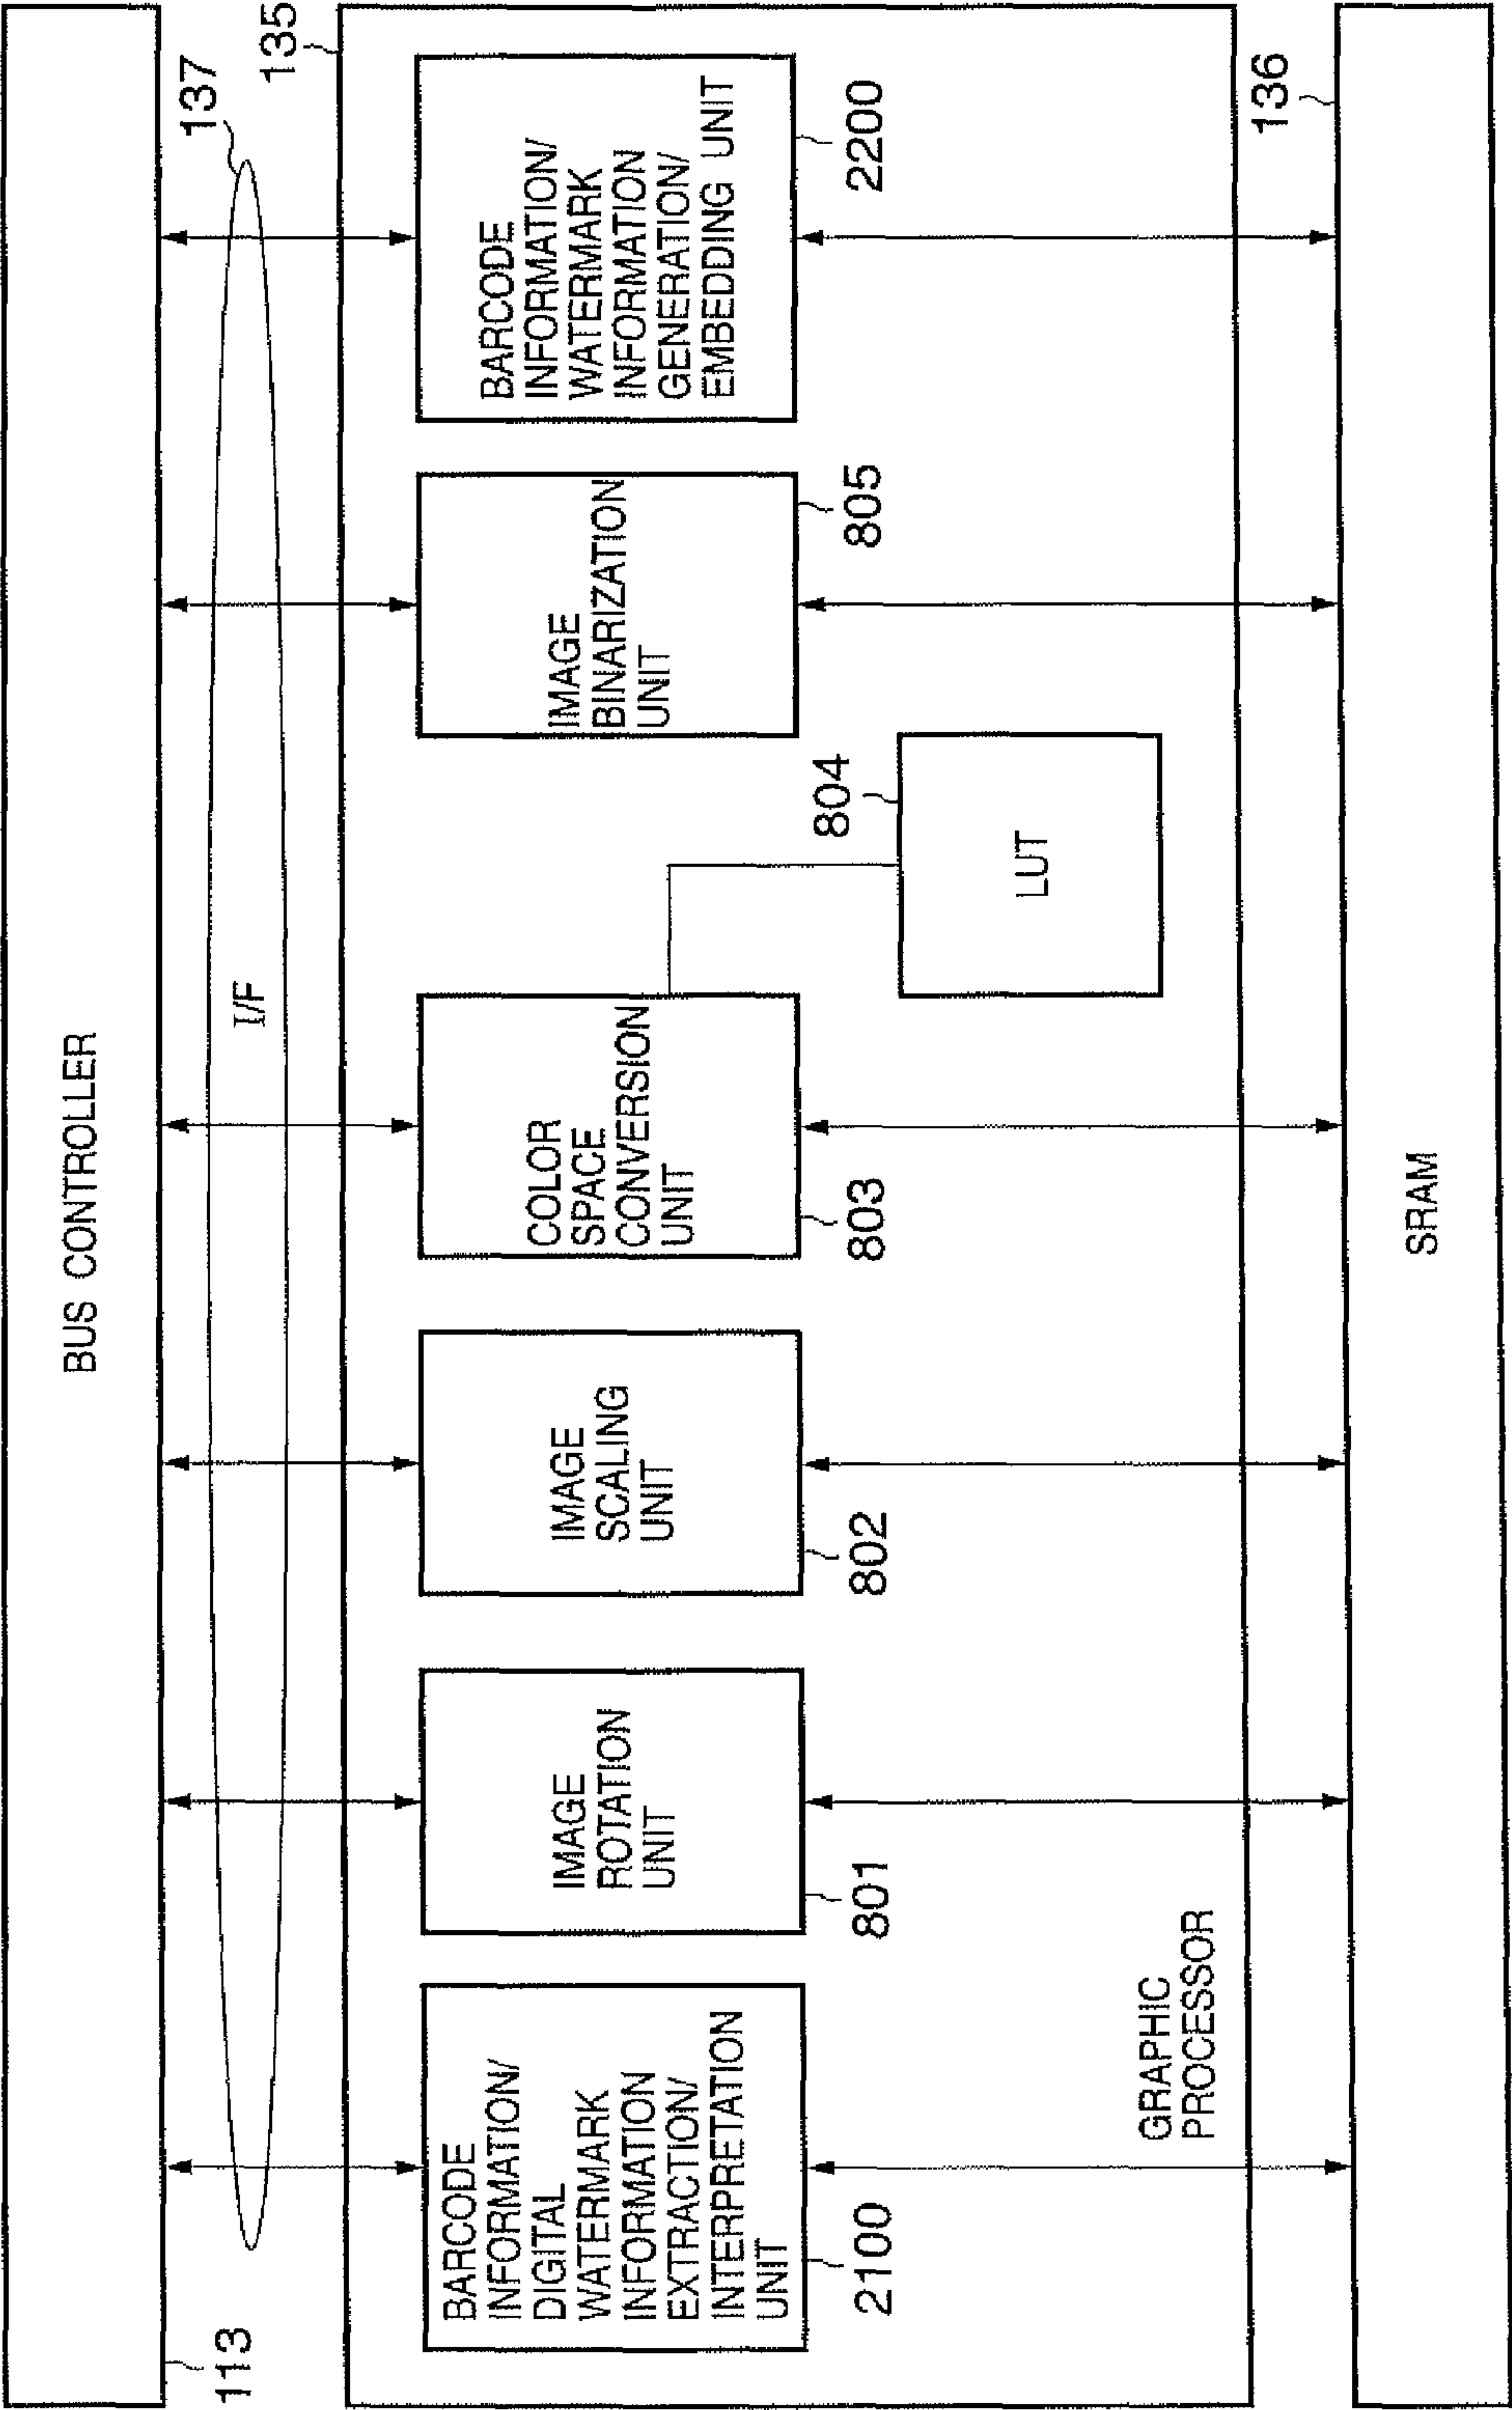 BUS CONTROLLER
113
I/F
137
135
BARCODE
INFORMATION/
DIGITAL
WATERMARK
INFORMATION
EXTRACTION/
INTERPRETATION
UNIT
2100
IMAGE
ROTATION
UNIT
801
IMAGE
SCALING
UNIT
802
COLOR
SPACE
CONVERSION
UNIT
803
LUT
804
IMAGE
BINARIZATION
UNIT
805
BARCODE
INFORMATION/
WATERMARK
INFORMATION
GENERATION/
EMBEDDING UNIT
2200
GRAPHIC
PROCESSOR
136
SRAM